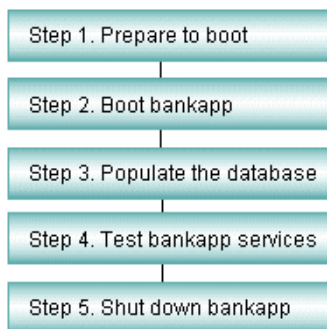 Step 1. Prepare to boot
Step 2. Boot bankapp
Step 3. Populate the database
Step 4. Test bankapp services
Step 5. Shut down bankapp